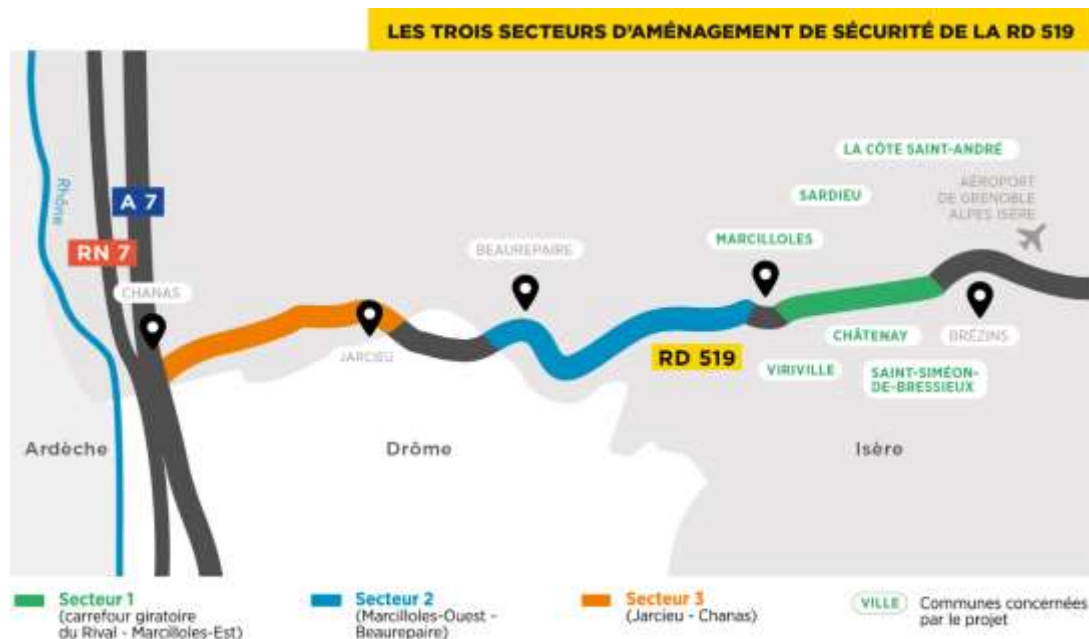 LES TROIS SECTEURS D'AMÉNAGEMENT DE SÉCURITÉ DE LA RD 519
LA CÔTE SAINT-ANDRÉ
AÉROPORT
DE GRENOBLE
ALPES ISÈRE
SARDIEU
Rhône
A 7
RN 7
MARCILLOLES
BEAUREPAIRE
CHANAS
JARCIEU
RD 519
CHÂTENAY
BRÉZINS
VIRIVILLE
SAINT-SIMÉON-
DE-BRESSIEUX
Ardèche
Drôme
Isère
Secteur 1
(carrefour giratoire
du Rival - Marcilloles-Est)
Secteur 2
(Marcilloles-Ouest -
Beaurepaire)
Secteur 3
(Jarcieu - Chanas)
VILLE
Communes concernées
par le projet